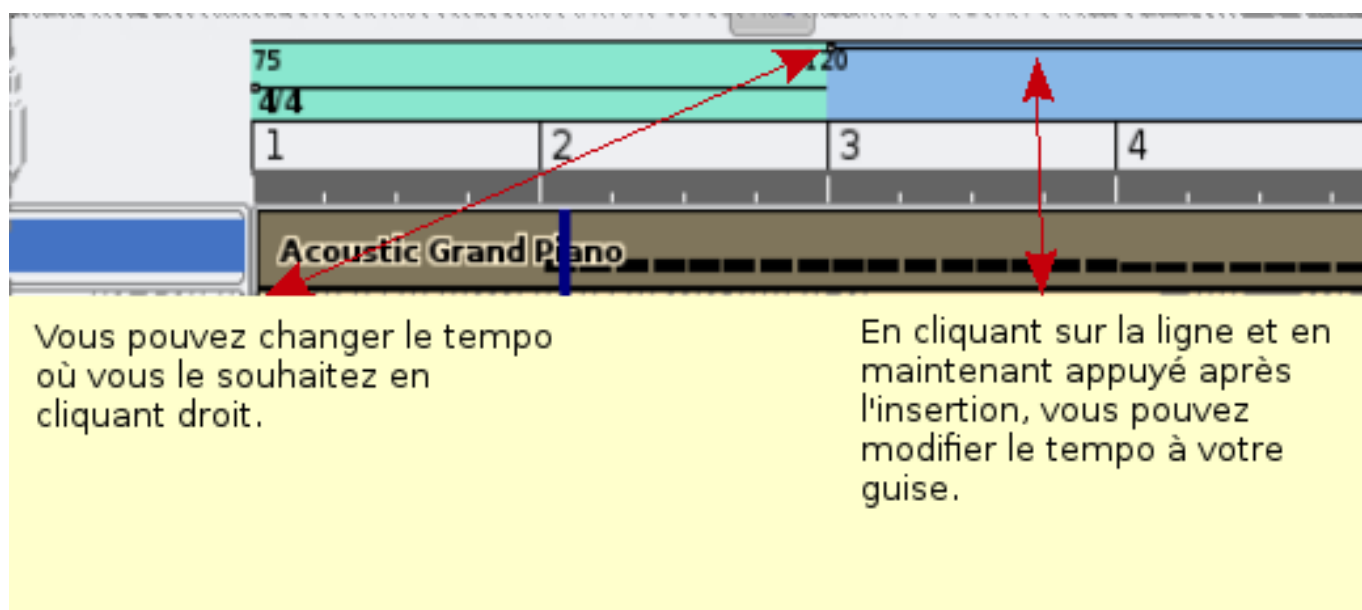 75
120
4/4
1
2
3
4
Acoustic Grand Piano
Vous pouvez changer le tempo
où vous le souhaitez en
cliquant droit.
En cliquant sur la ligne et en
maintenant appuyé après
l'insertion, vous pouvez
modifier le tempo à votre
guise.